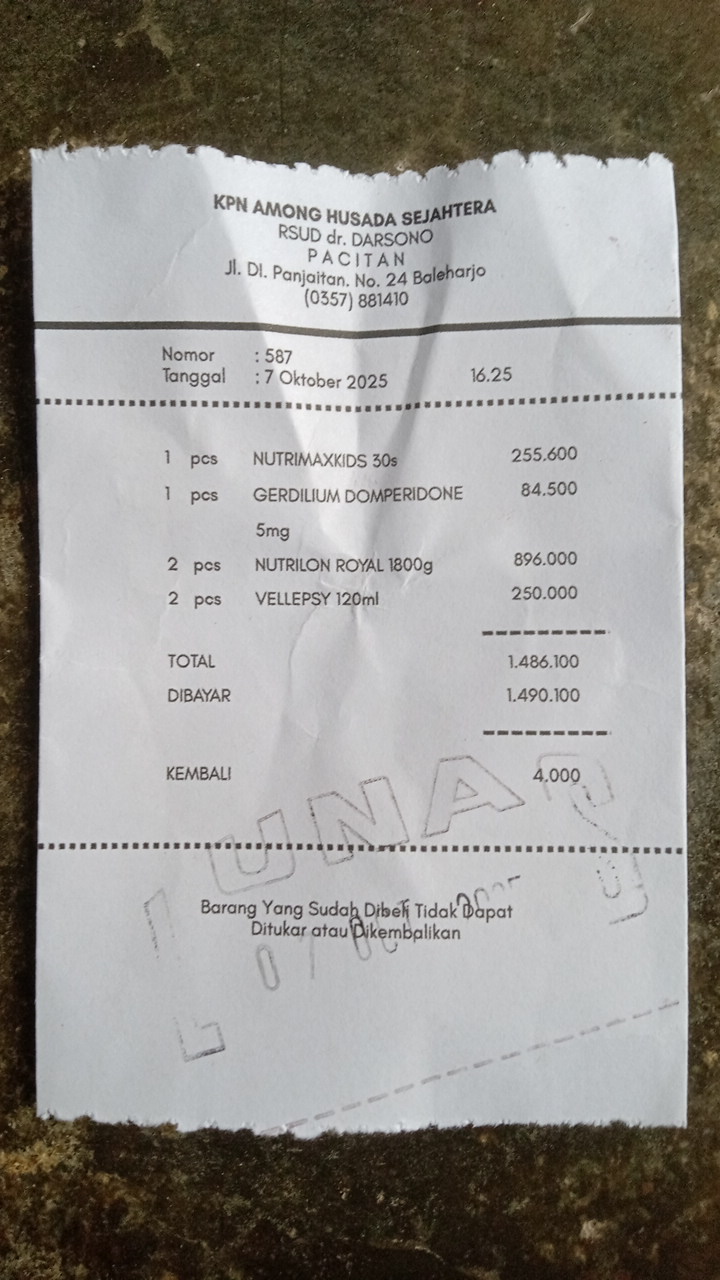 KPN AMONG HUSADA SEJAHTERA
RSUD dr. DARSONO
PACITAN
Jl. DI. Panjaitan. No. 24 Baleharjo
(0357) 881410
Nomor : 587
Tanggal : 7 Oktober 2025 16.25
1 pcs NUTRIMAXKIDS 30s 255.600
1 pcs GERDILIUM DOMPERIDONE 84.500
5mg
2 pcs NUTRILON ROYAL 1800g 896.000
2 pcs VELLEPSY 120ml 250.000
TOTAL 1.486.100
DIBAYAR 1.490.100
KEMBALI 4.000
Barang Yang Sudah Dibeli Tidak Dapat
Ditukar atau Dikembalikan